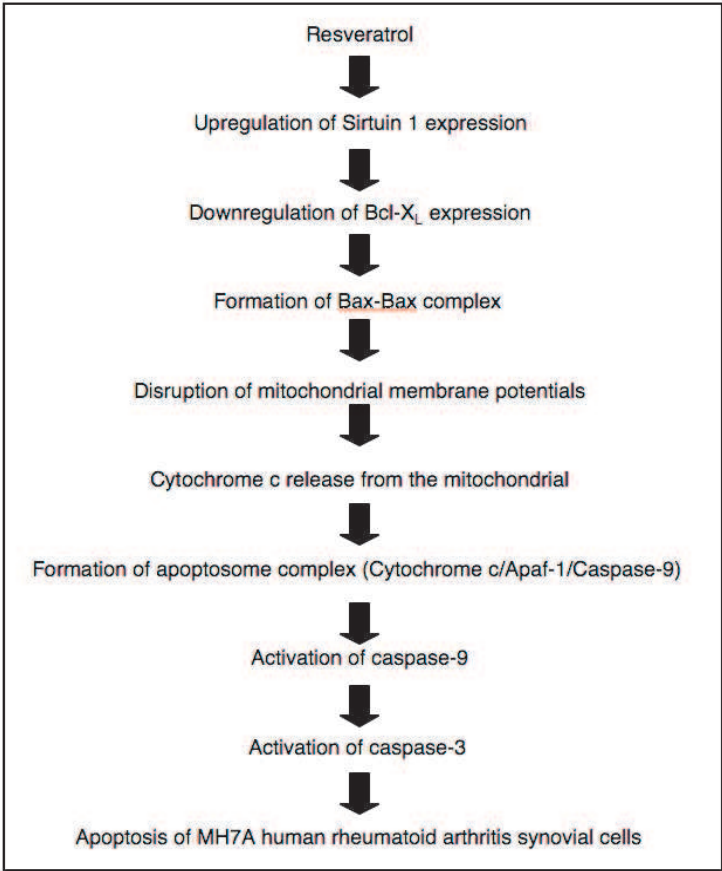 Resveratrol
Upregulation of Sirtuin 1 expression
Downregulation of Bcl-XL expression
Formation of Bax-Bax complex
Disruption of mitochondrial membrane potentials
Cytochrome c release from the mitochondrial
Formation of apoptosome complex (Cytochrome c/Apaf-1/Caspase-9)
Activation of caspase-9
Activation of caspase-3
Apoptosis of MH7A human rheumatoid arthritis synovial cells